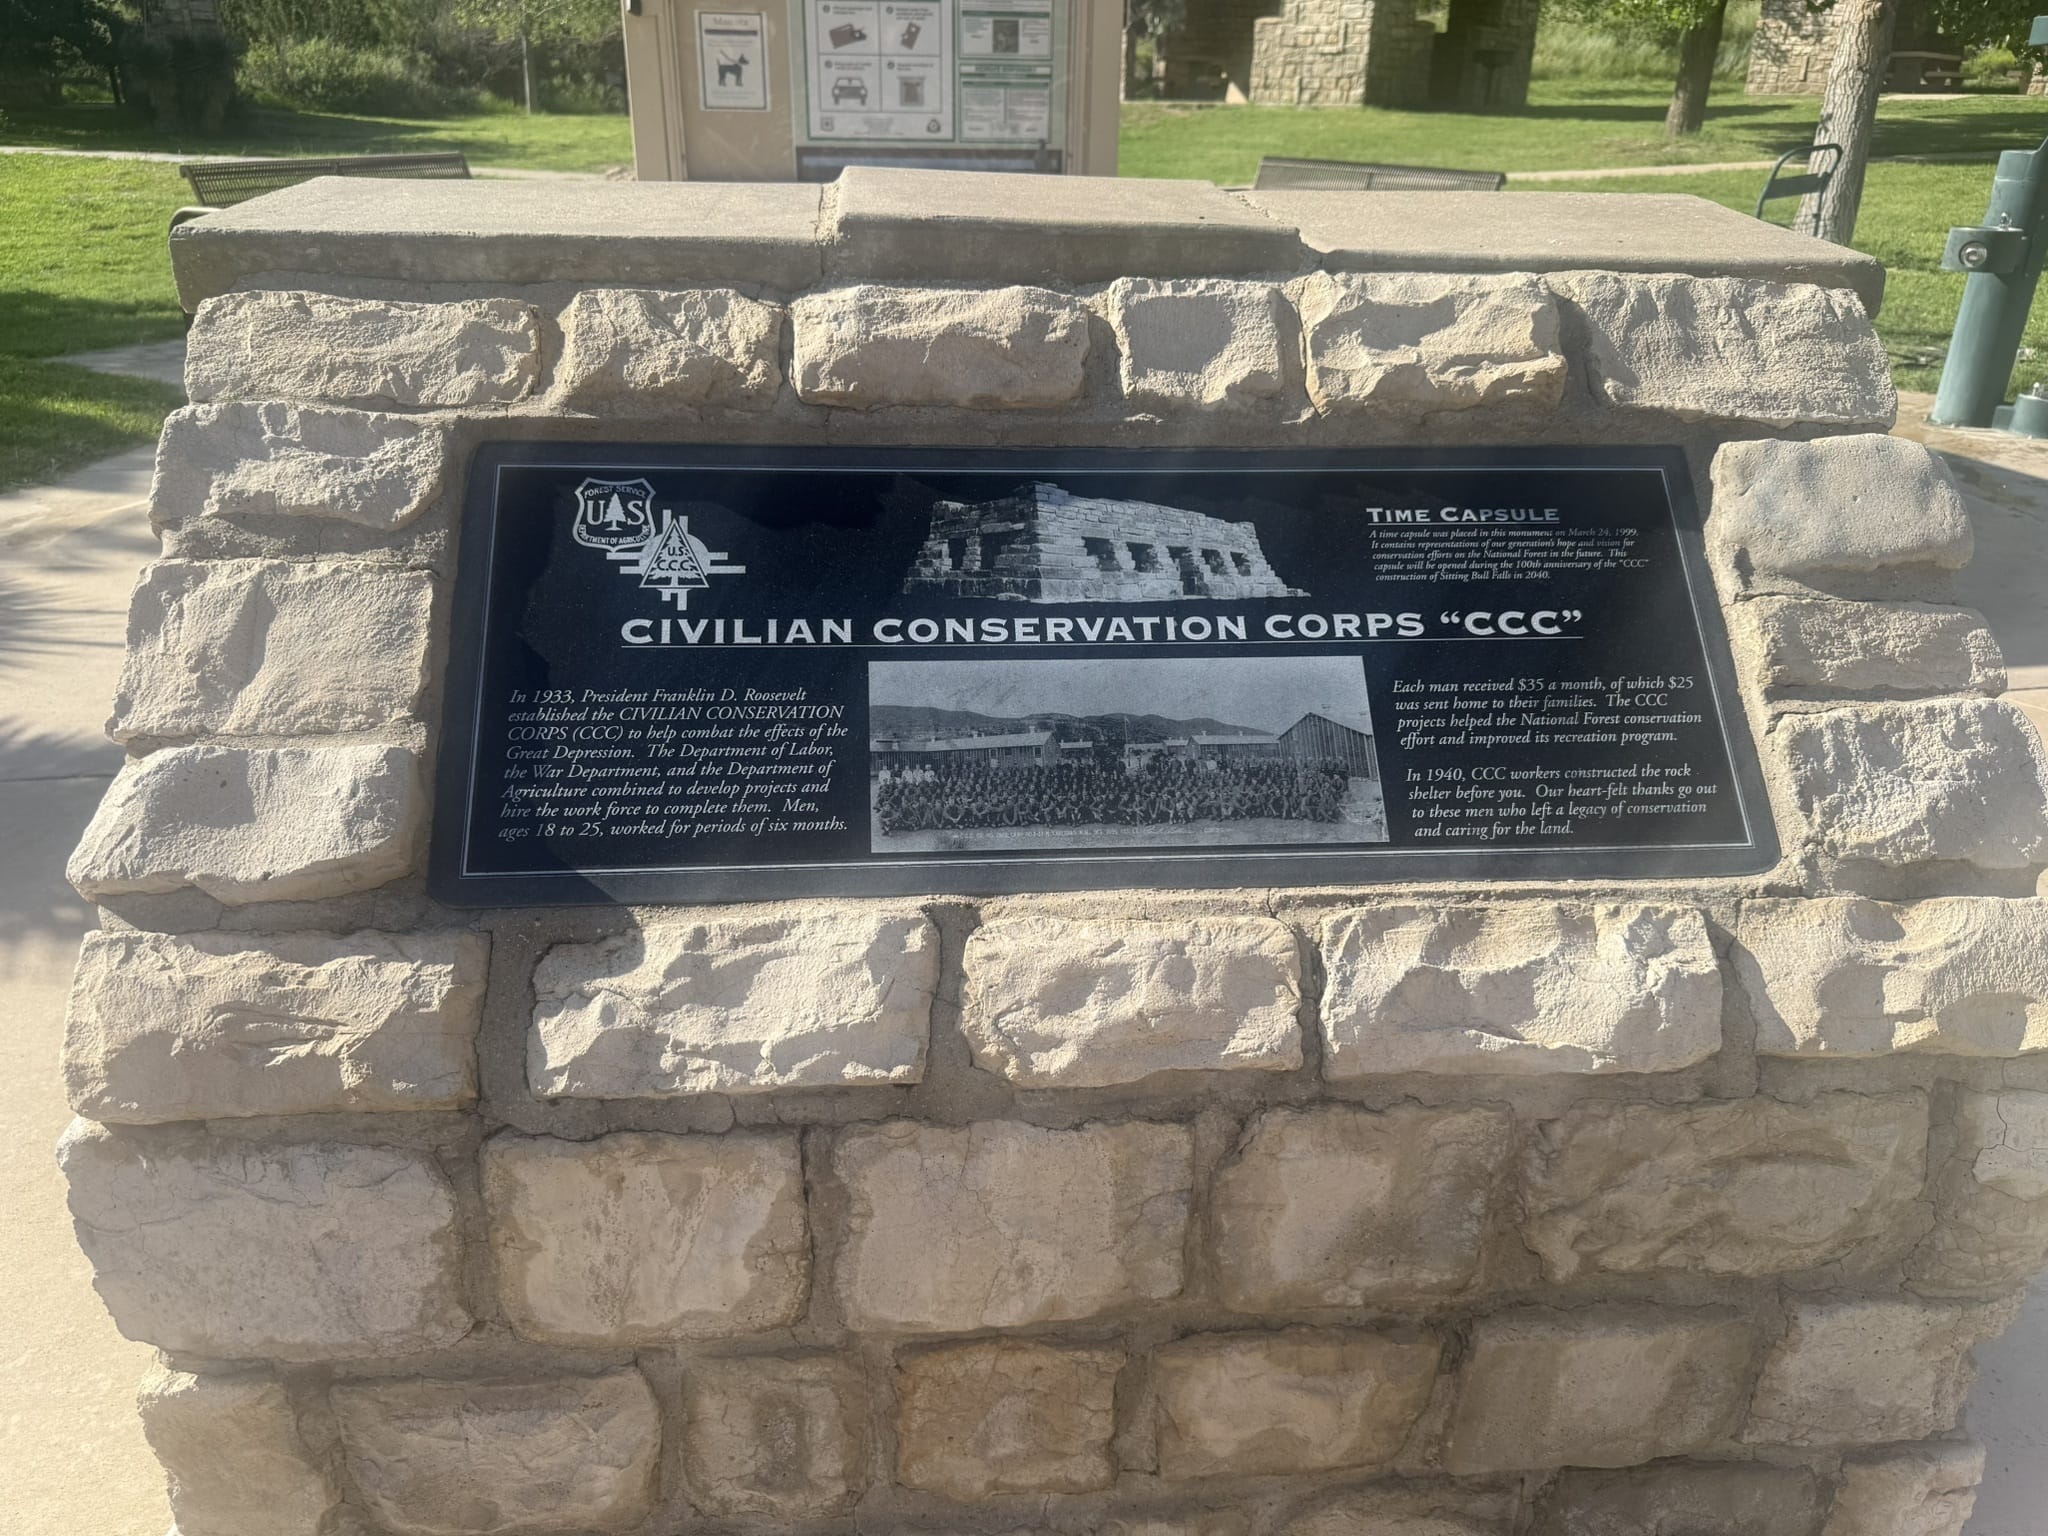 FOREST SERVICE
US
DEPARTMENT OF AGRICULTURE
U.S.
C.C.C.
TIME CAPSULE
A time capsule was placed in this monument on March 24, 1999.
It contains representations of our generation's hope and vision for
conservation efforts on the National Forest in the future. This
capsule will be opened during the 100th anniversary of the "CCC"
construction of Sitting Bull Falls in 2040.
CIVILIAN CONSERVATION CORPS “CCC”
In 1933, President Franklin D. Roosevelt
established the CIVILIAN CONSERVATION
CORPS (CCC) to help combat the effects of the
Great Depression. The Department of Labor,
the War Department, and the Department of
Agriculture combined to develop projects and
hire the work force to complete them. Men,
ages 18 to 25, worked for periods of six months.
Each man received $35 a month, of which $25
was sent home to their families. The CCC
projects helped the National Forest conservation
effort and improved its recreation program.
In 1940, CCC workers constructed the rock
shelter before you. Our heart-felt thanks go out
to these men who left a legacy of conservation
and caring for the land.